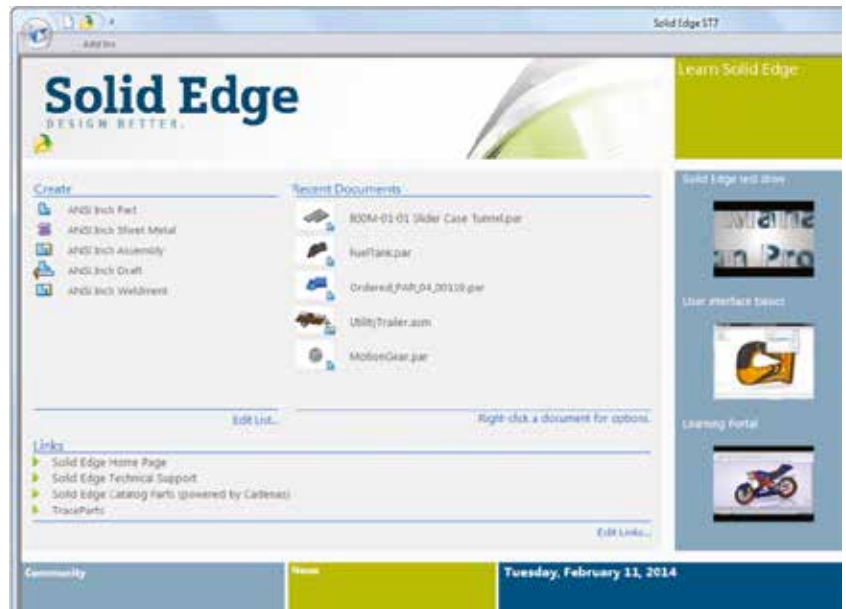 Solid Edge ST7
Add Ins
Solid Edge
DESIGN BETTER.
Learn Solid Edge
Create
ANSI Inch Part
ANSI Inch Sheet Metal
ANSI Inch Assembly
ANSI Inch Draft
ANSI Inch Weldment
Edit List...
Recent Documents
800M-01-01 Slider Case Tunnel.par
FuelTank.par
Ordered_PAR_04_00110.par
UtilityTrailer.asm
MotionGear.par
Right-click a document for options.
Links
Solid Edge Home Page
Solid Edge Technical Support
Solid Edge Catalog Parts (powered by Cadenas)
TraceParts
Edit Links...
Solid Edge test drive
User interface basics
Learning Portal
Community
News
Tuesday, February 11, 2014